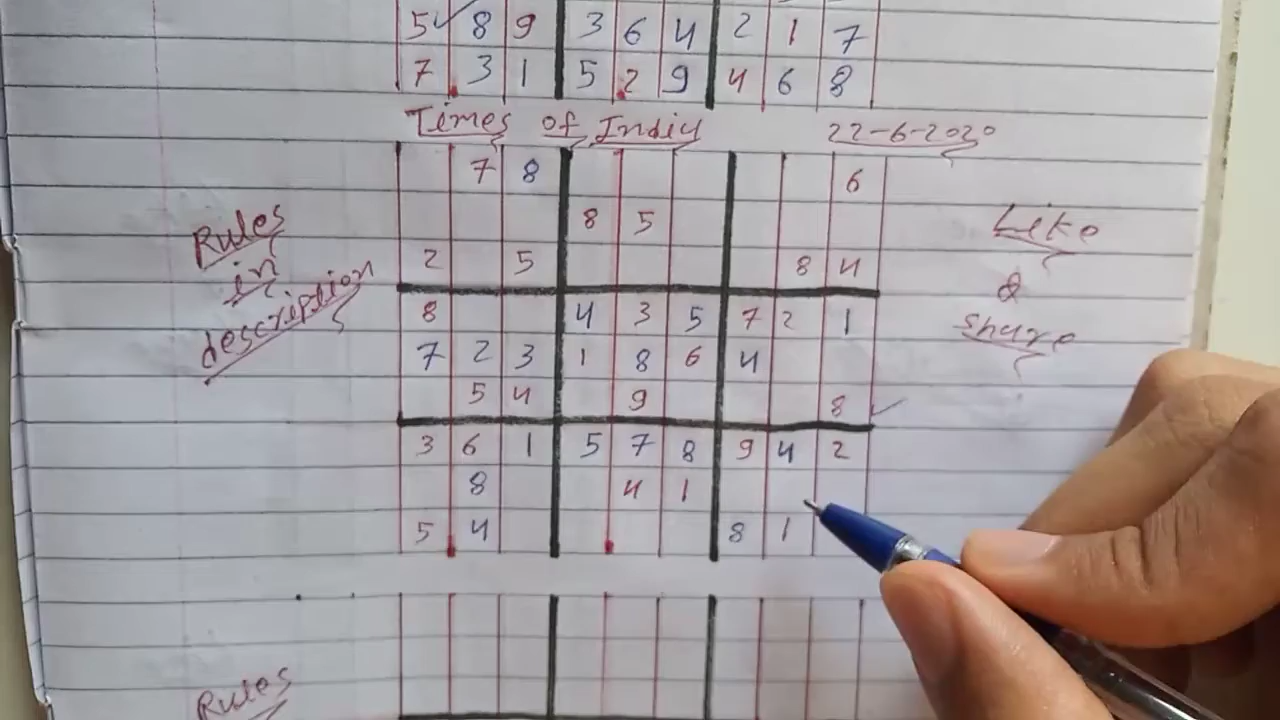 5 8 9 3 6 4 2 1 7
7 3 1 5 2 9 4 6 8
Times of India 22-6-2020
7 8 6
8 5
2 5 8 4
8 4 3 5 7 2 1
7 2 3 1 8 6 4
5 4 9 8
3 6 1 5 7 8 9 4 2
8 4 1
5 4 8 1
Rules
in
description
Like
&
share
Rules